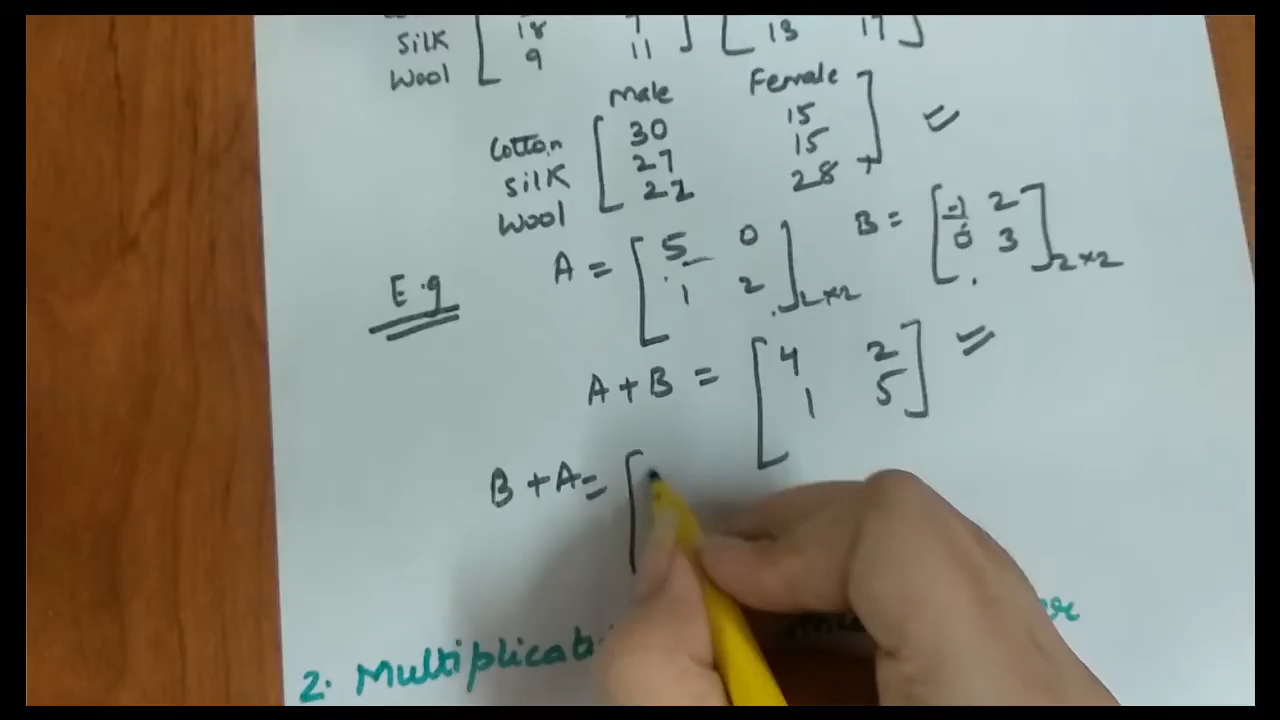 SilK [ 18 7 ] [ 13 17 ]
Wool 9 11
Male Female
Cotton [ 30 15
SilK 27 15
Wool 22 28 ]
E.g A = [ 5 0
1 2 ] 2×2
B = [ -1 2
0 3 ] 2×2
A + B = [ 4 2
1 5 ]
B + A = [
2. Multiplicati